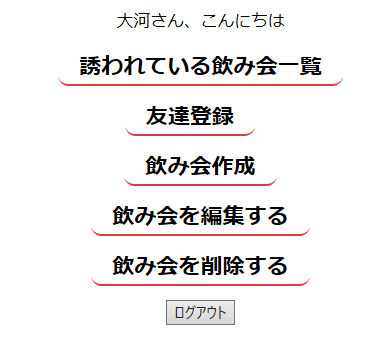 大河さん、こんにちは
誘われている飲み会一覧
友達登録
飲み会作成
飲み会を編集する
飲み会を削除する
ログアウト